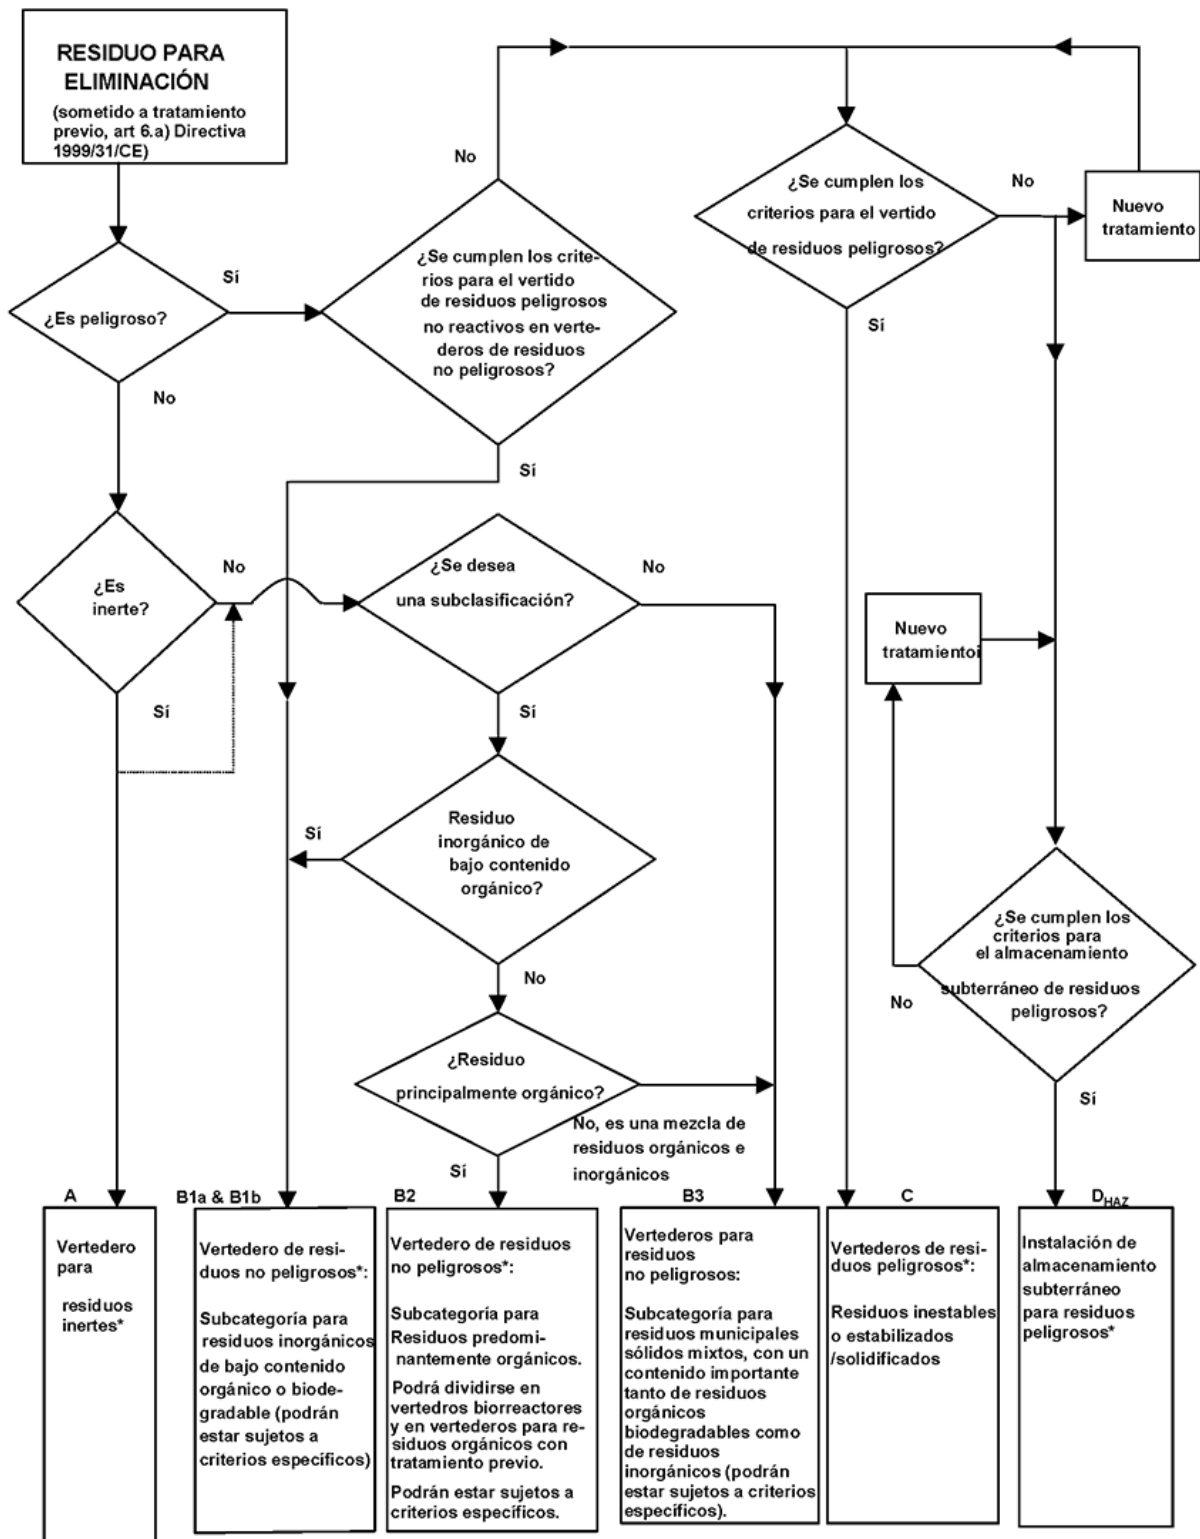 RESIDUO PARA
ELIMINACIÓN
(sometido a tratamiento
previo, art 6.a) Directiva
1999/31/CE)
¿Es peligroso?
Sí
No
¿Se cumplen los crite-
rios para el vertido
de residuos peligrosos
no reactivos en verte-
deros de residuos
no peligrosos?
No
Sí
¿Se cumplen los
criterios para el vertido
de residuos peligrosos?
No
Sí
Nuevo
tratamiento
¿Es
inerte?
No
Sí
¿Se desea
una subclasificación?
No
Sí
Nuevo
tratamientoi
Residuo
inorgánico de
bajo contenido
orgánico?
Sí
No
¿Se cumplen los
criterios para
el almacenamiento
subterráneo de residuos
peligrosos?
No
Sí
¿Residuo
principalmente orgánico?
No, es una mezcla de
residuos orgánicos e
inorgánicos
Sí
A
Vertedero
para
residuos
inertes*
B1a & B1b
Vertedero de resi-
duos no peligrosos*:
Subcategoría para
residuos inorgánicos
de bajo contenido
orgánico o biode-
gradable (podrán
estar sujetos a
criterios específicos)
B2
Vertedero de residuos
no peligrosos*:
Subcategoría para
Residuos predomi-
nantemente orgánicos.
Podrá dividirse en
vertedros biorreactores
y en vertederos para re-
siduos orgánicos con
tratamiento previo.
Podrán estar sujetos a
criterios específicos.
B3
Vertederos para
residuos
no peligrosos:
Subcategoría para
residuos municipales
sólidos mixtos, con un
contenido importante
tanto de residuos
orgánicos
biodegradables como
de residuos
inorgánicos (podrán
estar sujetos a criterios
específicos).
C
Vertederos de resi-
duos peligrosos*:
Residuos inestables
o estabilizados
/solidificados
DHAZ
Instalación de
almacenamiento
subterráneo
para residuos
peligrosos*